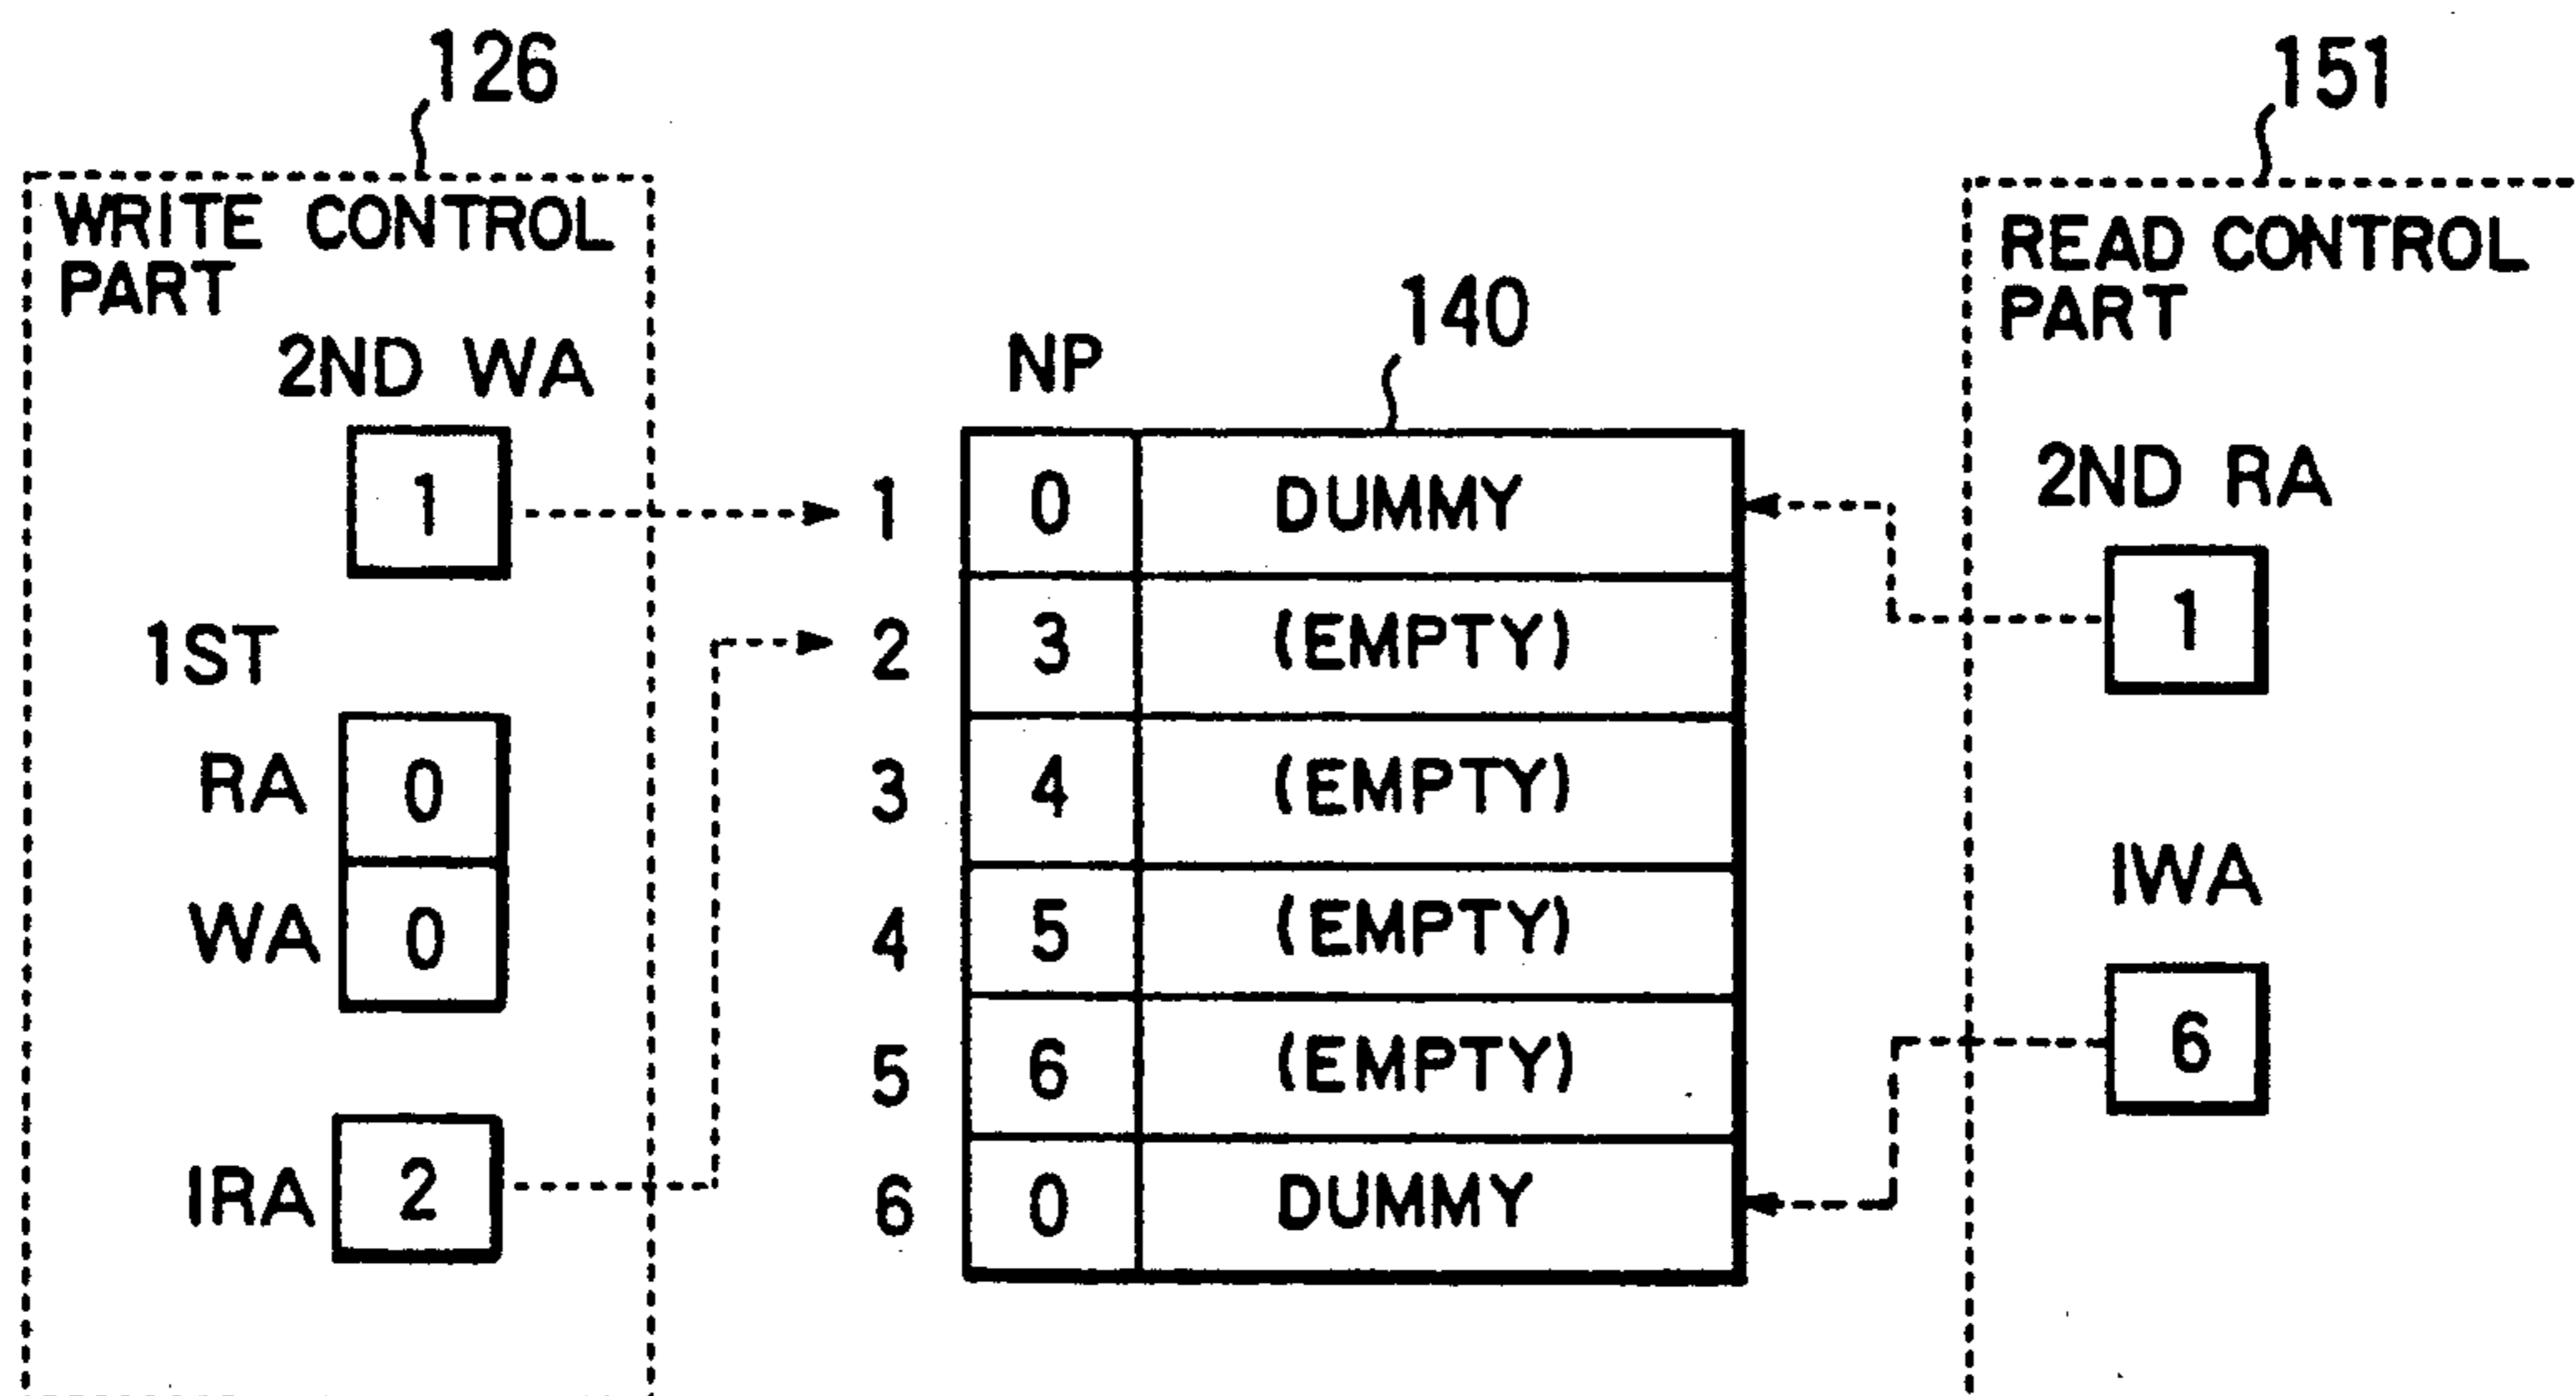 126
WRITE CONTROL
PART
2ND WA
1
1ST
RA 0
WA 0
IRA 2
140
NP
1 0 DUMMY
2 3 (EMPTY)
3 4 (EMPTY)
4 5 (EMPTY)
5 6 (EMPTY)
6 0 DUMMY
151
READ CONTROL
PART
2ND RA
1
IWA
6